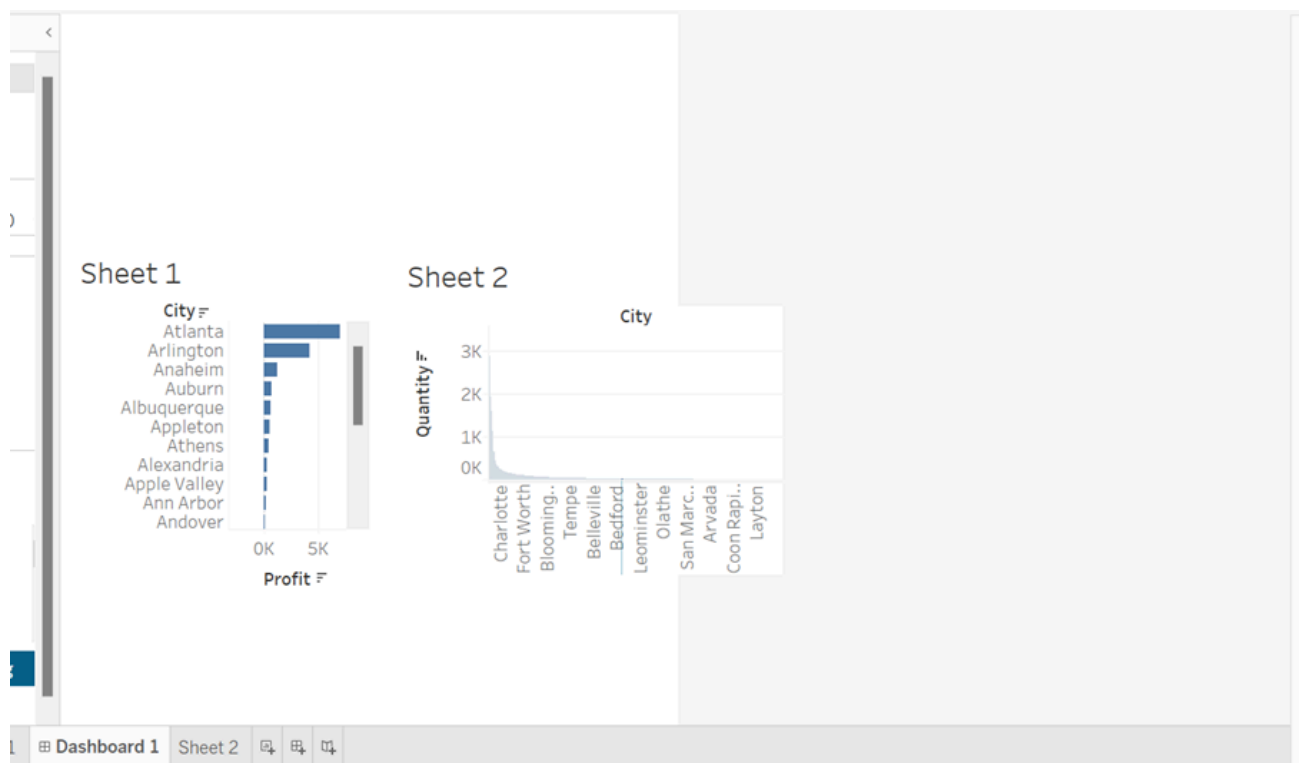 Sheet 1
City
Atlanta
Arlington
Anaheim
Auburn
Albuquerque
Appleton
Athens
Alexandria
Apple Valley
Ann Arbor
Andover
0K 5K
Profit
Sheet 2
City
Quantity
3K
2K
1K
0K
Charlotte
Fort Worth
Blooming..
Tempe
Belleville
Bedford
Leominster
Olathe
San Marc..
Arvada
Coon Rapi..
Layton
Dashboard 1 Sheet 2